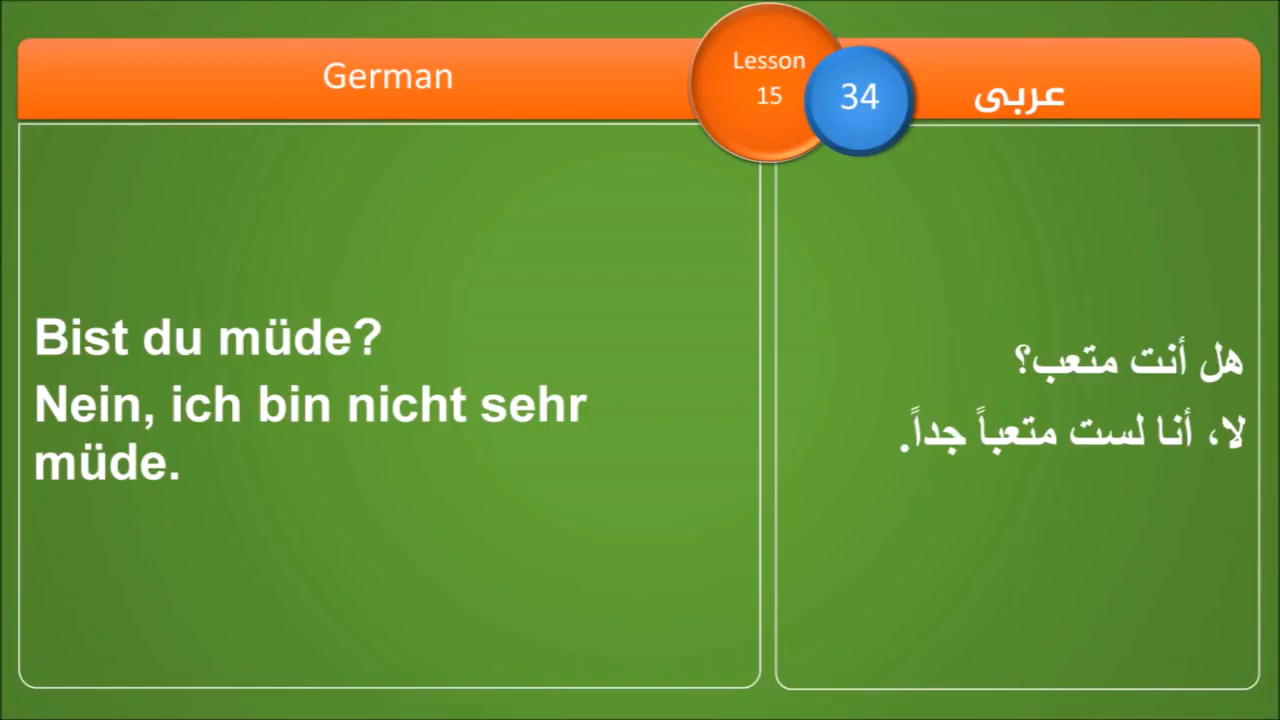 German
Lesson
15
34
عربى
Bist du müde?
Nein, ich bin nicht sehr
müde.
هل أنت متعب؟
لا، أنا لست متعباً جداً.